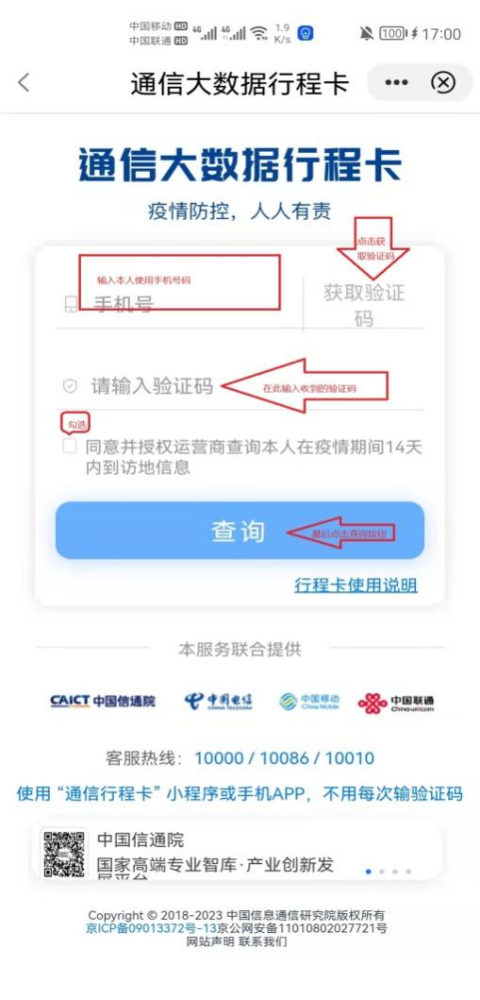 中国移动 HD 4G 4G 1.9 100 17:00
中国联通 HD K/s
通信大数据行程卡
通信大数据行程卡
疫情防控，人人有责
点击获
取验证码
输入本人使用手机号码
手机号
获取验证
码
请输入验证码
在此输入收到的验证码
勾选
同意并授权运营商查询本人在疫情期间14天
内到访地信息
查询
最后点击查询按钮
行程卡使用说明
本服务联合提供
CAICT 中国信通院 中国电信 CHINA TELECOM 中国移动 China Mobile 中国联通 China unicom
客服热线：10000 / 10086 / 10010
使用“通信行程卡”小程序或手机APP，不用每次输验证码
中国信通院
国家高端专业智库·产业创新发
展平台
Copyright © 2018-2023 中国信息通信研究院版权所有
京ICP备09013372号-13京公网安备11010802027721号
网站声明 联系我们